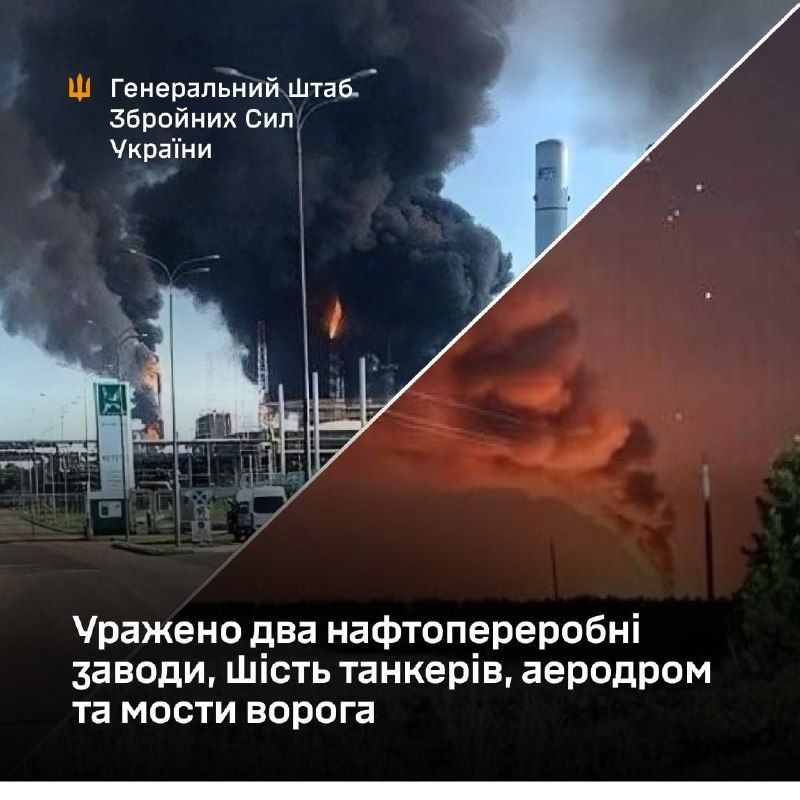 Генеральний Штаб
Збройних Сил
України
Уражено два нафтопереробні
заводи, шість танкерів, аеродром
та мости ворога